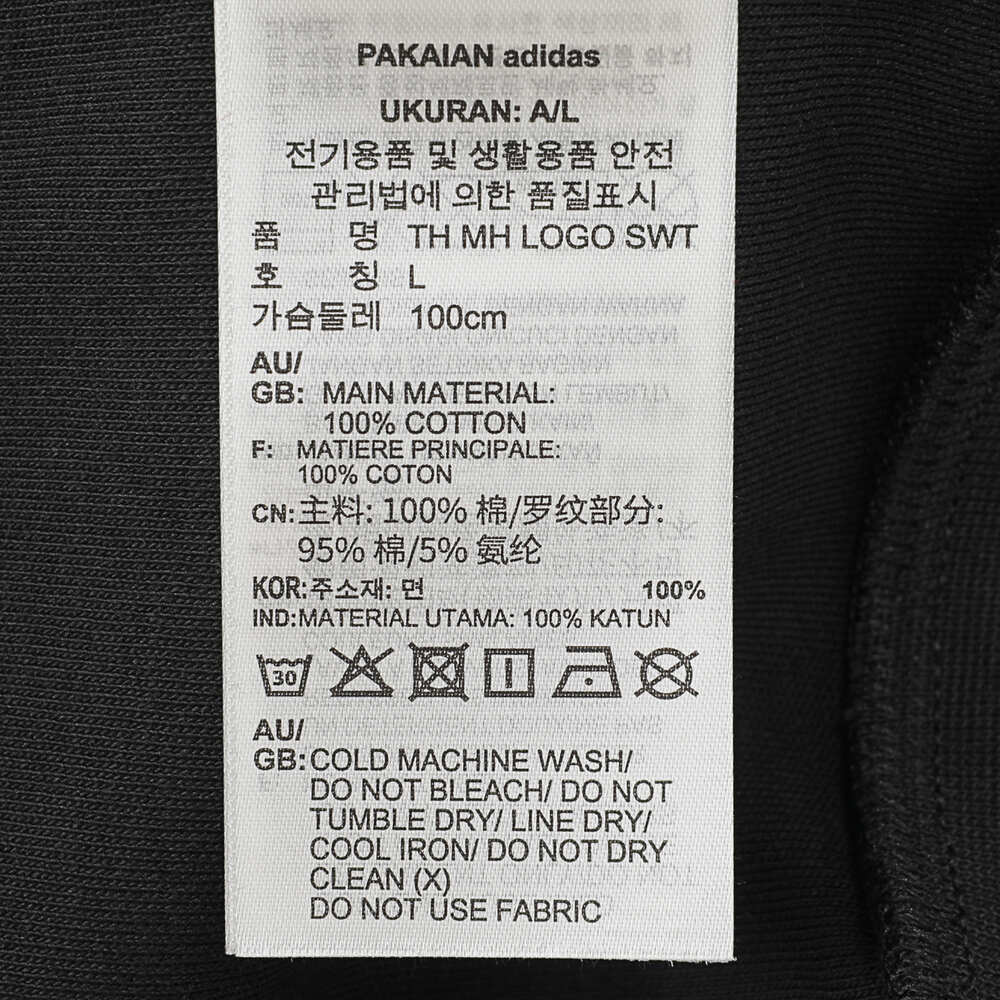 PAKAIAN adidas
UKURAN: A/L
전기용품 및 생활용품 안전
관리법에 의한 품질표시
품 명 TH MH LOGO SWT
호 칭 L
가슴둘레 100cm
AU/
GB: MAIN MATERIAL:
100% COTTON
F: MATIERE PRINCIPALE:
100% COTON
CN:主料: 100% 棉/罗纹部分:
95% 棉/5% 氨纶
KOR:주소재: 면 100%
IND:MATERIAL UTAMA: 100% KATUN
30
AU/
GB:COLD MACHINE WASH/
DO NOT BLEACH/ DO NOT
TUMBLE DRY/ LINE DRY/
COOL IRON/ DO NOT DRY
CLEAN (X)
DO NOT USE FABRIC